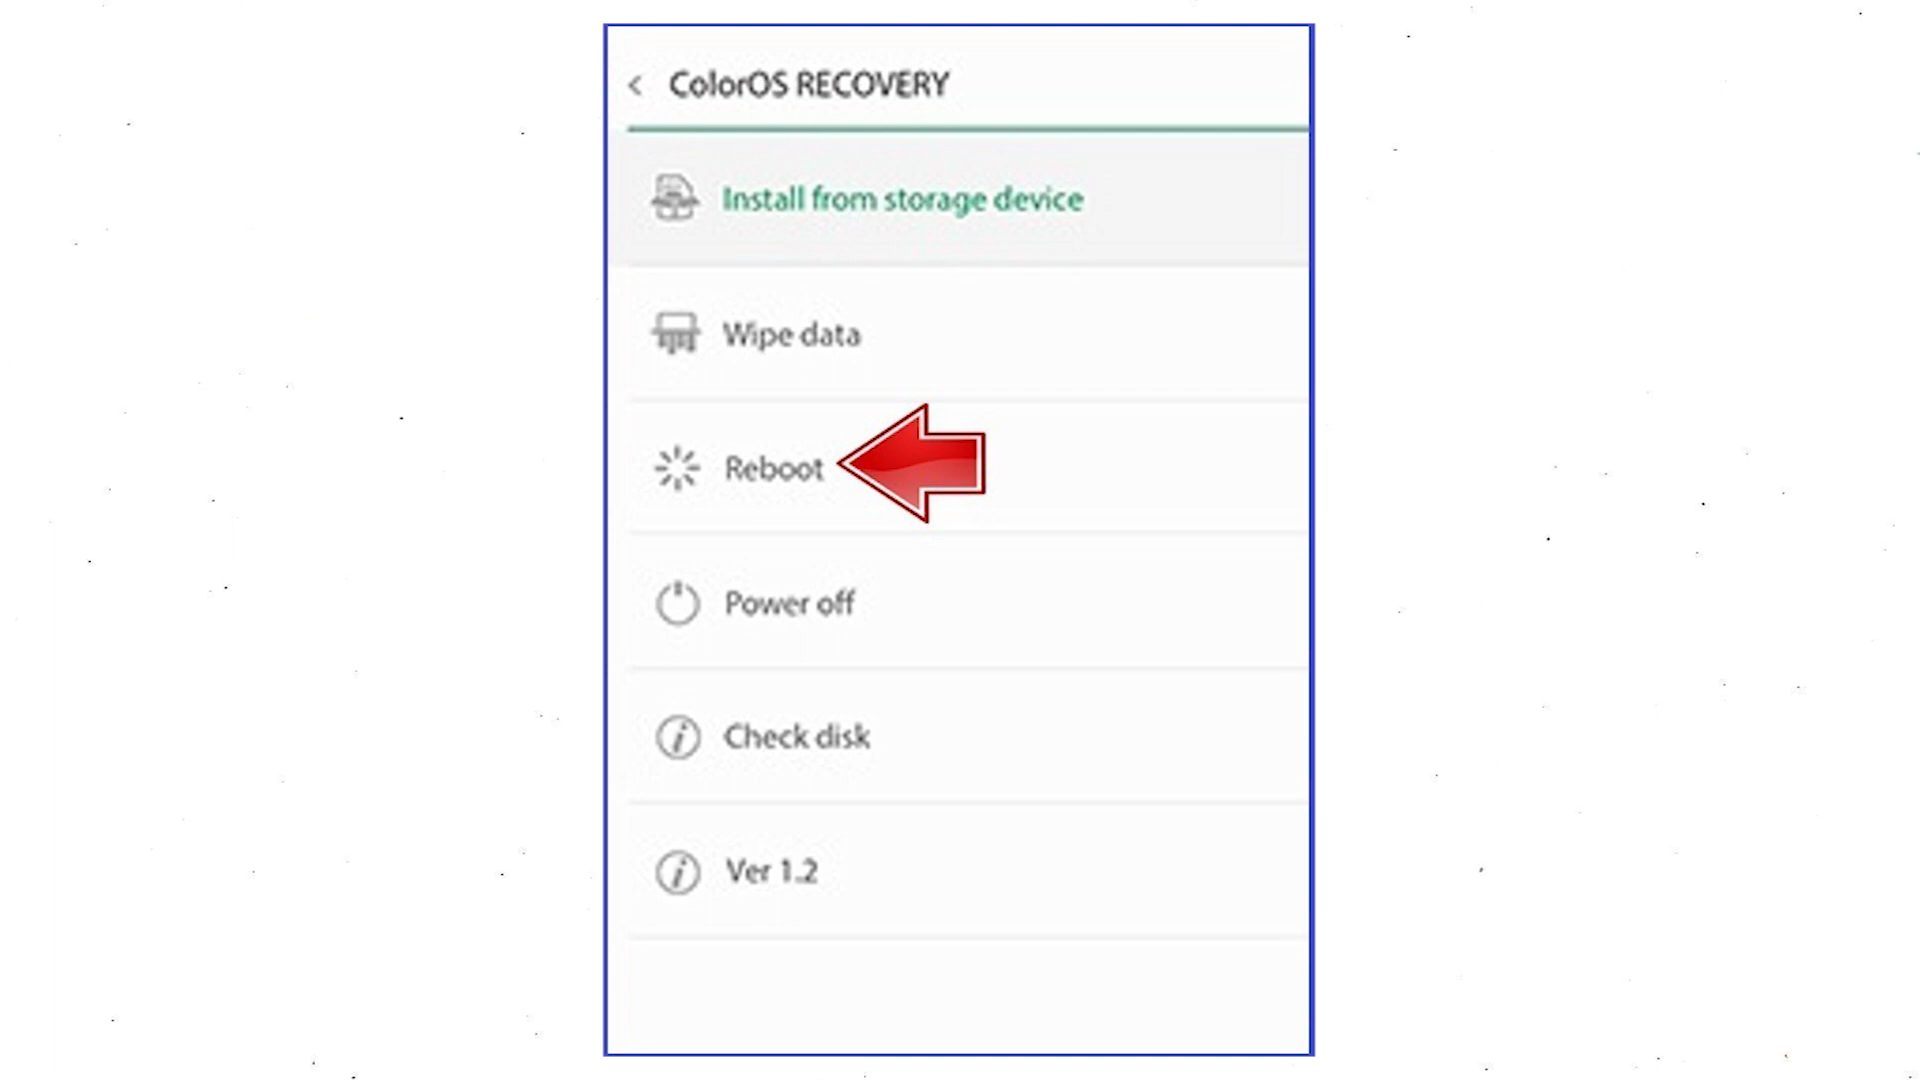 ColorOS RECOVERY
Install from storage device
Wipe data
Reboot
Power off
Check disk
Ver 1.2